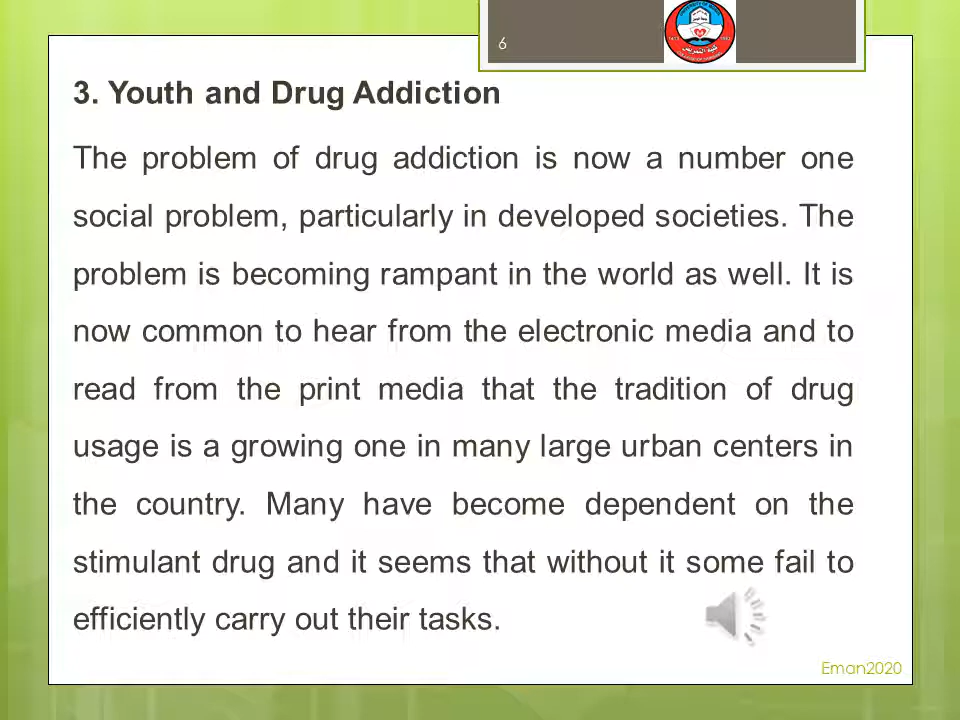 6
3. Youth and Drug Addiction
The problem of drug addiction is now a number one
social problem, particularly in developed societies. The
problem is becoming rampant in the world as well. It is
now common to hear from the electronic media and to
read from the print media that the tradition of drug
usage is a growing one in many large urban centers in
the country. Many have become dependent on the
stimulant drug and it seems that without it some fail to
efficiently carry out their tasks.
Eman2020